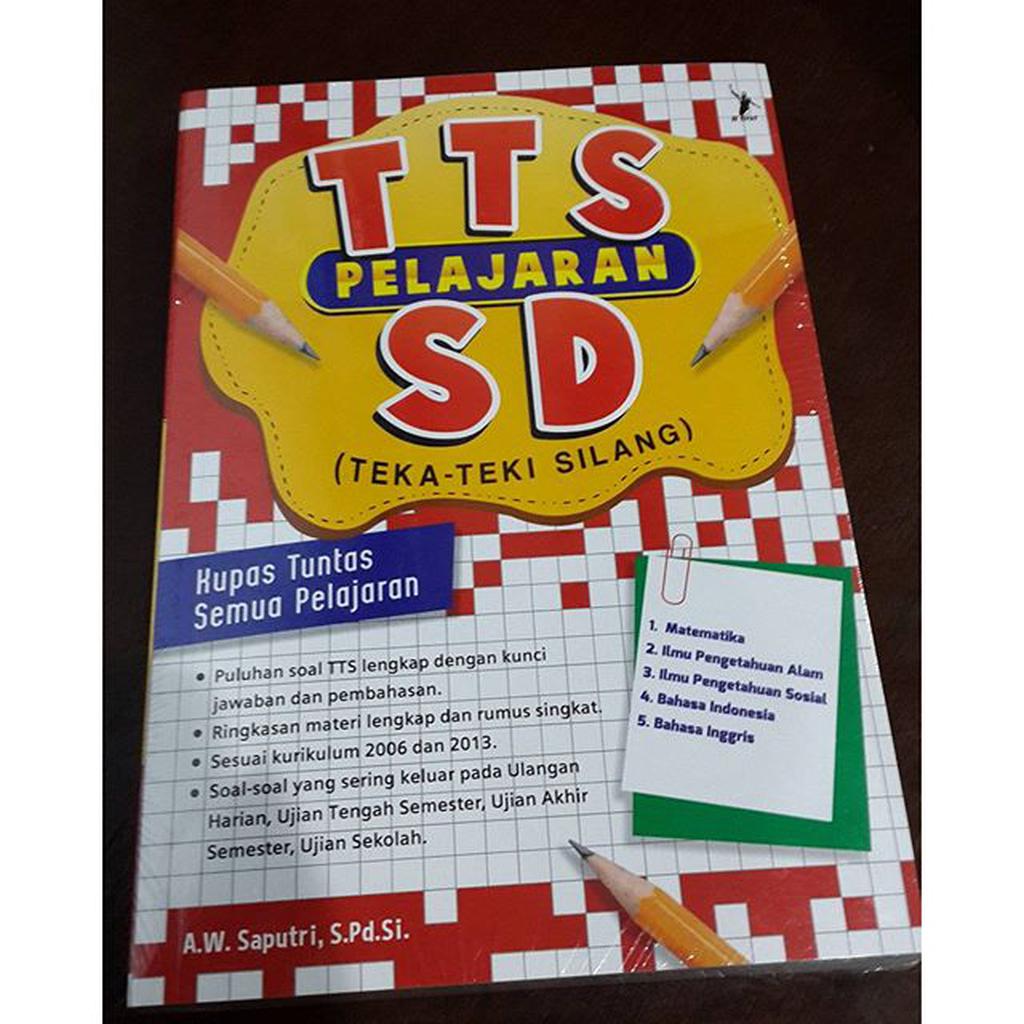 TTS
PELAJARAN
SD
(TEKA-TEKI SILANG)
Kupas Tuntas
Semua Pelajaran
• Puluhan soal TTS lengkap dengan kunci
jawaban dan pembahasan.
• Ringkasan materi lengkap dan rumus singkat.
• Sesuai kurikulum 2006 dan 2013.
• Soal-soal yang sering keluar pada Ulangan
Harian, Ujian Tengah Semester, Ujian Akhir
Semester, Ujian Sekolah.
1. Matematika
2. Ilmu Pengetahuan Alam
3. Ilmu Pengetahuan Sosial
4. Bahasa Indonesia
5. Bahasa Inggris
A.W. Saputri, S.Pd.Si.